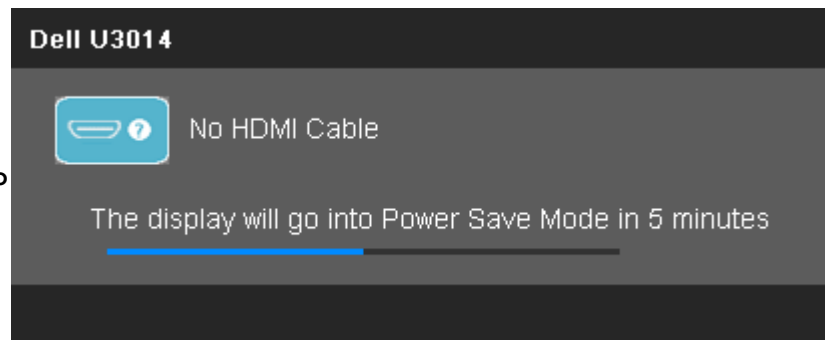 Dell U3014
?
No HDMI Cable
o
The display will go into Power Save Mode in 5 minutes